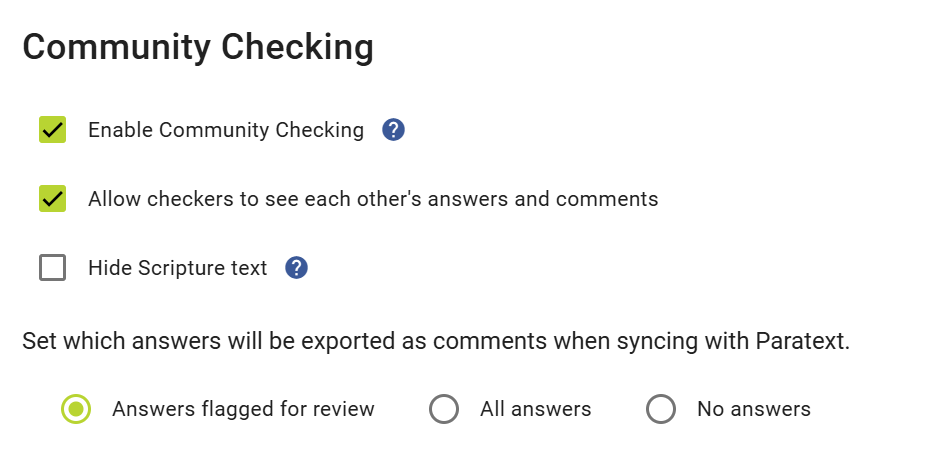 Community Checking
Enable Community Checking ?
Allow checkers to see each other's answers and comments
Hide Scripture text ?
Set which answers will be exported as comments when syncing with Paratext.
Answers flagged for review All answers No answers